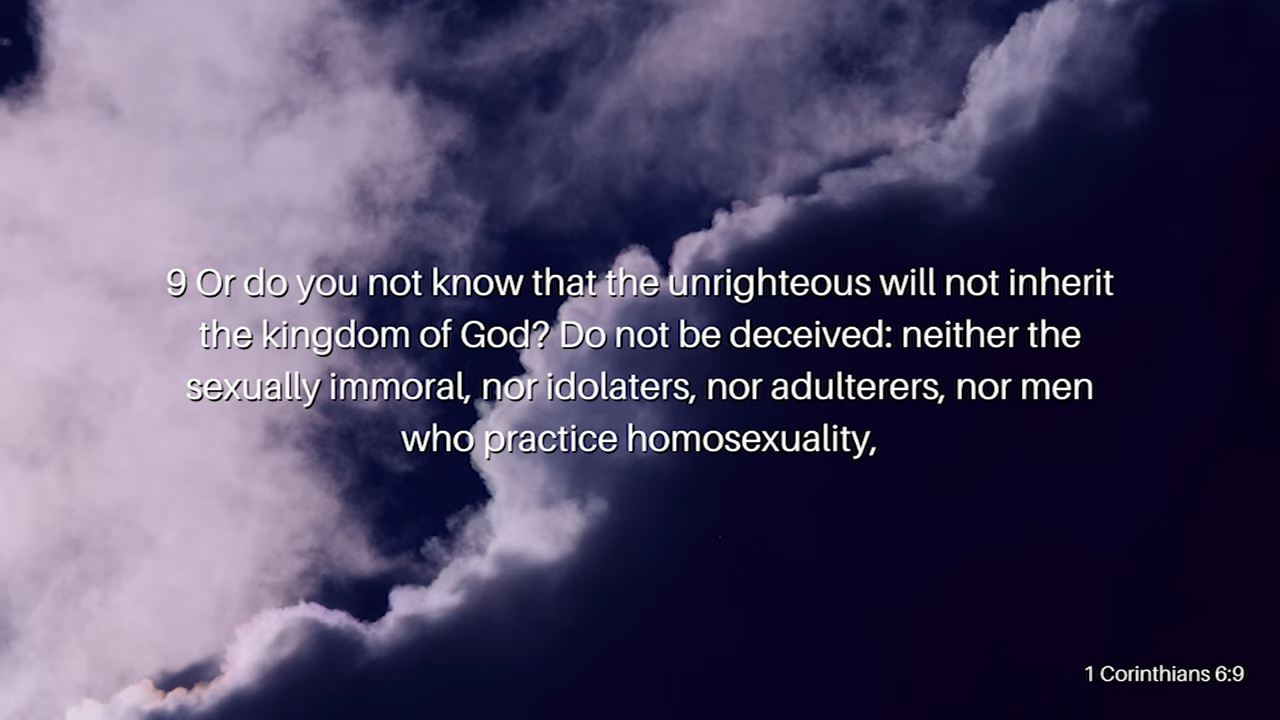 9 Or do you not know that the unrighteous will not inherit
the kingdom of God? Do not be deceived: neither the
sexually immoral, nor idolaters, nor adulterers, nor men
who practice homosexuality,
1 Corinthians 6:9